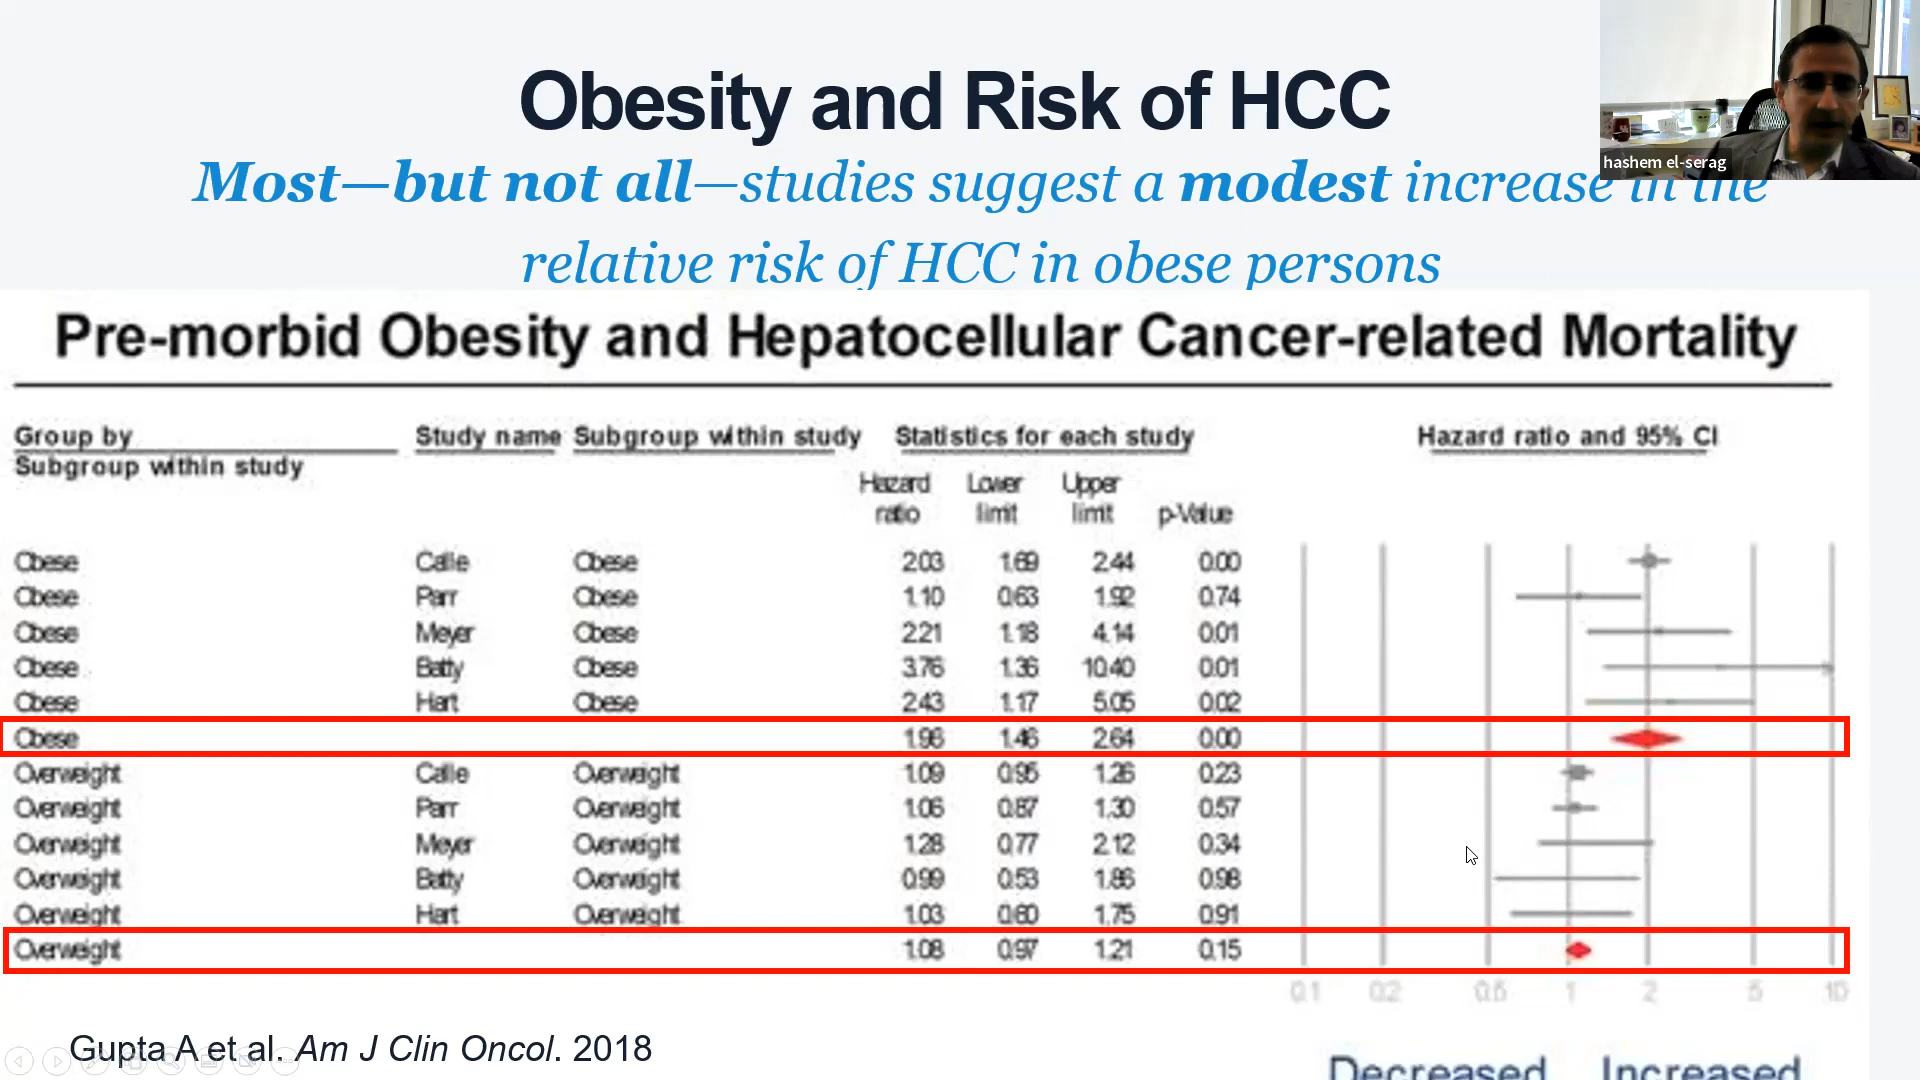 Obesity and Risk of HCC
hashem el-serag
Most—but not all—studies suggest a modest increase in the
relative risk of HCC in obese persons
Pre-morbid Obesity and Hepatocellular Cancer-related Mortality
Group by Study name Subgroup within study Statistics for each study Hazard ratio and 95% CI
Subgroup within study
Hazard Lower Upper
ratio limit limit p-Value
Obese Calle Obese 2.03 1.69 2.44 0.00
Obese Parr Obese 1.10 0.63 1.92 0.74
Obese Meyer Obese 2.21 1.18 4.14 0.01
Obese Batty Obese 3.76 1.36 10.40 0.01
Obese Hart Obese 2.43 1.17 5.05 0.02
Obese 1.96 1.46 2.64 0.00
Overweight Calle Overweight 1.09 0.95 1.26 0.23
Overweight Parr Overweight 1.06 0.87 1.30 0.57
Overweight Meyer Overweight 1.28 0.77 2.12 0.34
Overweight Batty Overweight 0.99 0.53 1.86 0.98
Overweight Hart Overweight 1.03 0.60 1.75 0.91
Overweight 1.08 0.97 1.21 0.15
0.1 0.2 0.5 1 2 5 10
Gupta A et al. Am J Clin Oncol. 2018
Decreased Increased